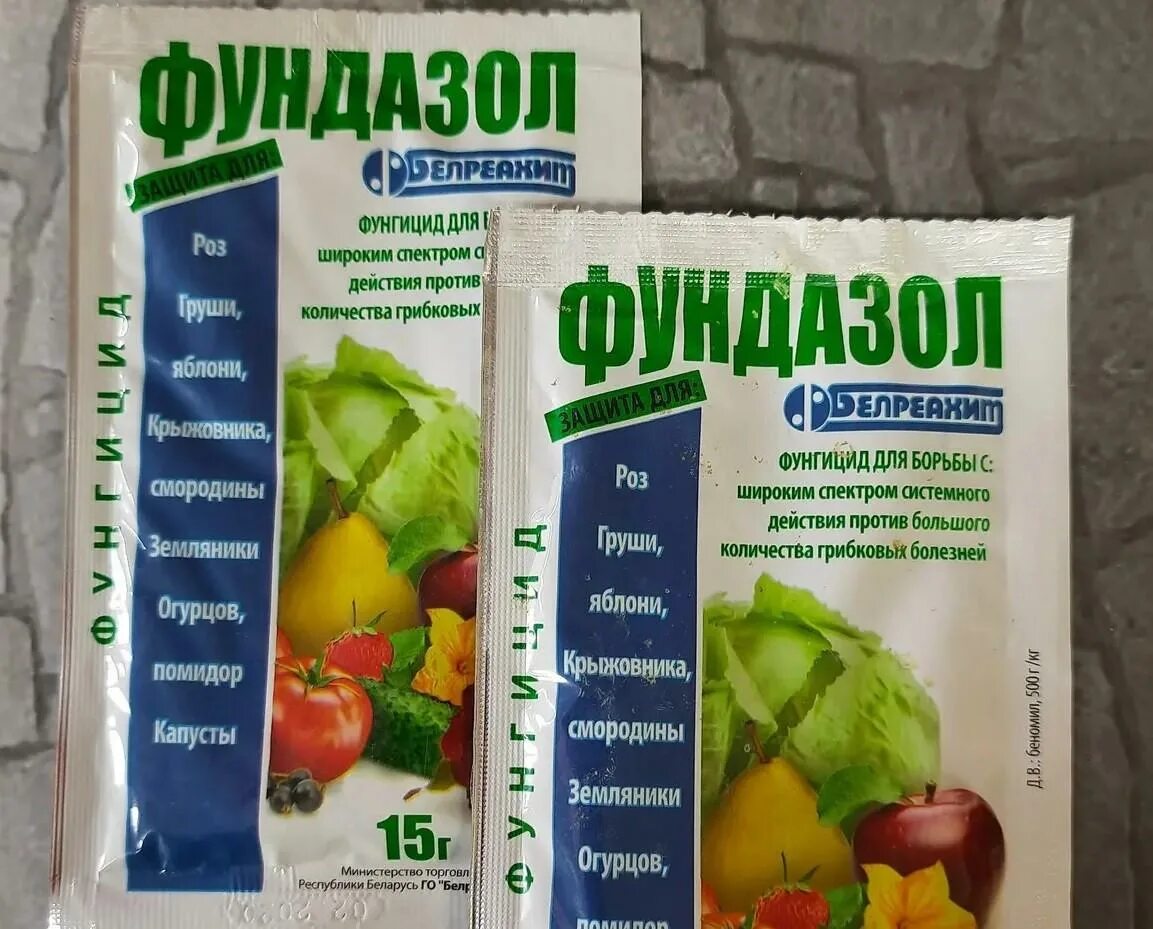 ФУНДАЗОЛ
ЗАЩИТА ДЛЯ:
БЕЛРЕАХИМ
ФУНГИЦИД ДЛЯ
широким спектром
действия против
количества грибковых
Роз
Груши,
яблони,
Крыжовника,
смородины
Земляники
Огурцов,
помидор
Капусты
ФУНГИЦИД
15г
Министерство
Республики Беларусь ГО
ФУНДАЗОЛ
ЗАЩИТА ДЛЯ:
БЕЛРЕАХИМ
ФУНГИЦИД ДЛЯ БОРЬБЫ С:
широким спектром системного
действия против большого
количества грибковых болезней
Роз
Груши,
яблони,
Крыжовника,
смородины
Земляники
Огурцов,
помидор
ФУНГИЦИД
Д.В.: беномил, 500 г/кг